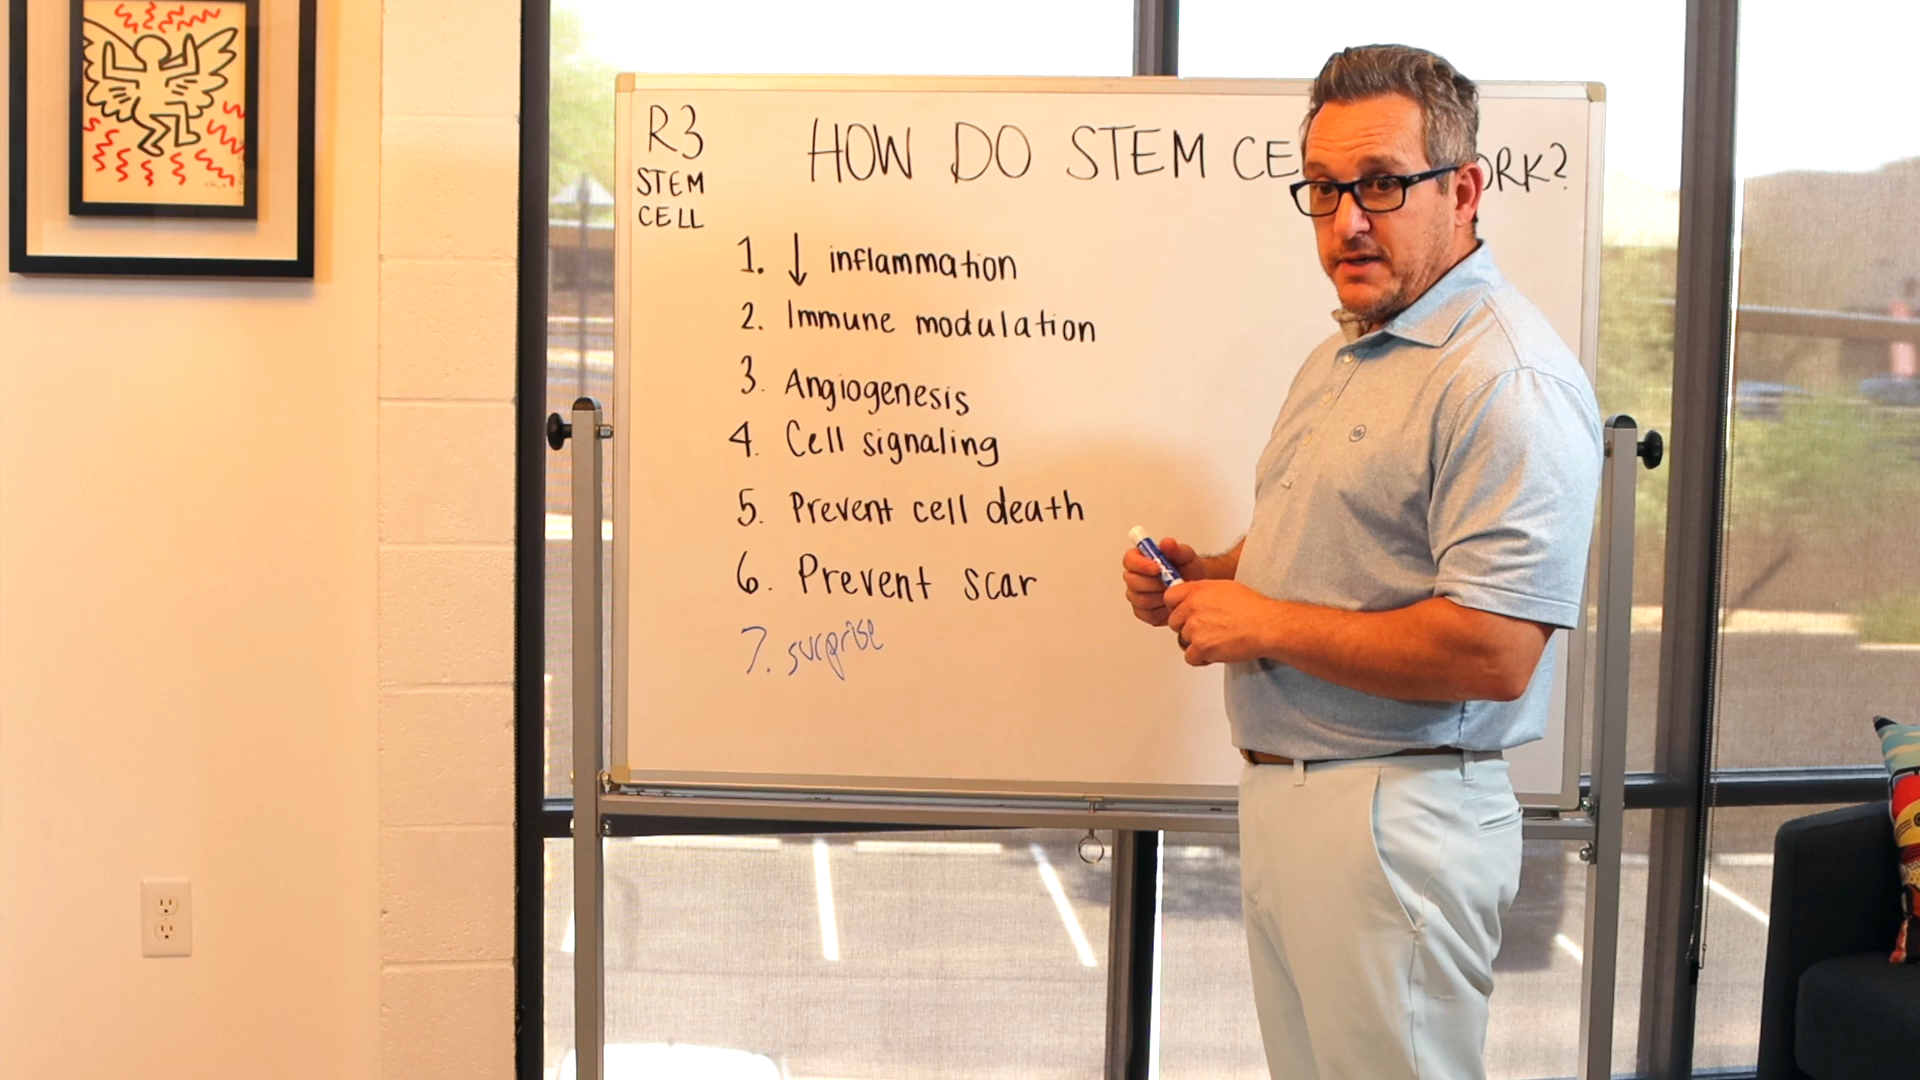 R3
STEM
CELL
HOW DO STEM CE ORK?
1. ↓ inflammation
2. Immune modulation
3. Angiogenesis
4. Cell signaling
5. Prevent cell death
6. Prevent scar
7. surprise